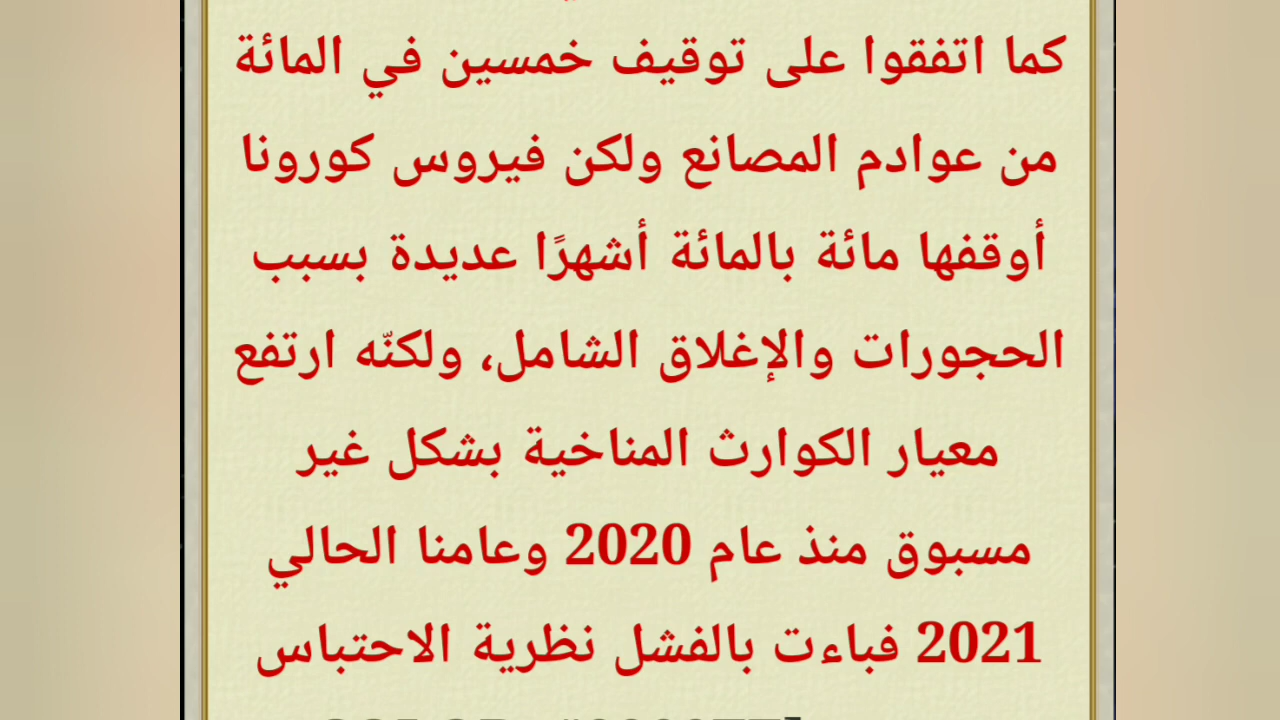 كما اتفقوا على توقيف خمسين في المائة
من عوادم المصانع ولكن فيروس كورونا
أوقفها مائة بالمائة أشهرًا عديدة بسبب
الحجورات والإغلاق الشامل، ولكنّه ارتفع
معيار الكوارث المناخية بشكل غير
مسبوق منذ عام 2020 وعامنا الحالي
2021 فباءت بالفشل نظرية الاحتباس